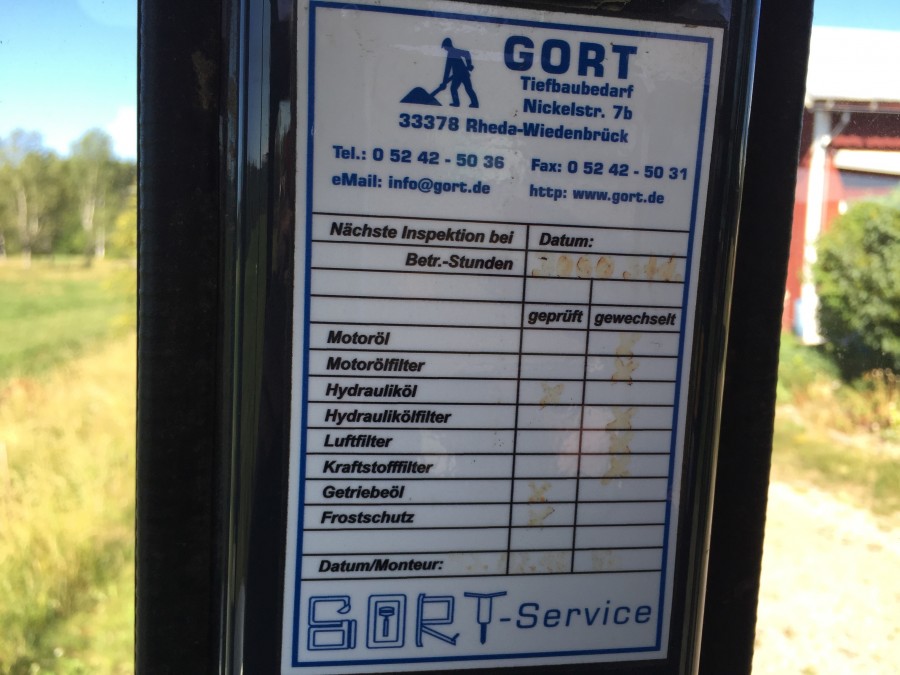 GORT
Tiefbaubedarf
Nickelstr. 7b
33378 Rheda-Wiedenbrück
Tel.: 0 52 42 - 50 36 Fax: 0 52 42 - 50 31
eMail: info@gort.de http: www.gort.de
Nächste Inspektion bei Datum:
Betr.-Stunden
geprüft gewechselt
Motoröl
Motorölfilter
Hydrauliköl
Hydraulikölfilter
Luftfilter
Kraftstofffilter
Getriebeöl
Frostschutz
Datum/Monteur:
GORT-Service